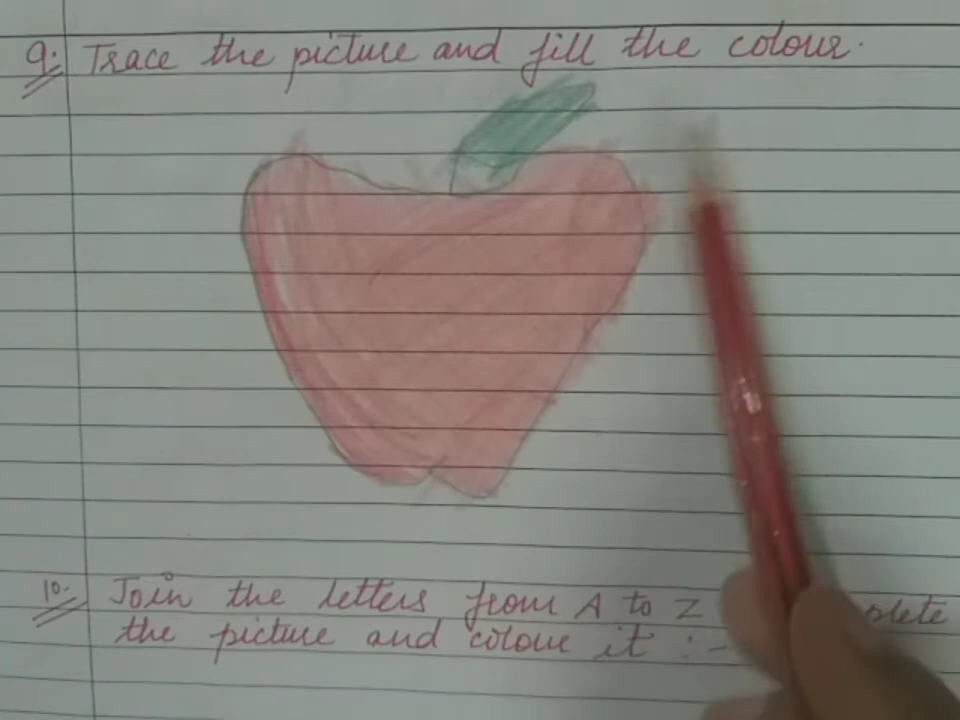 9. Trace the picture and fill the colour.
10. Join the letters from A to Z
the picture and colour it :-